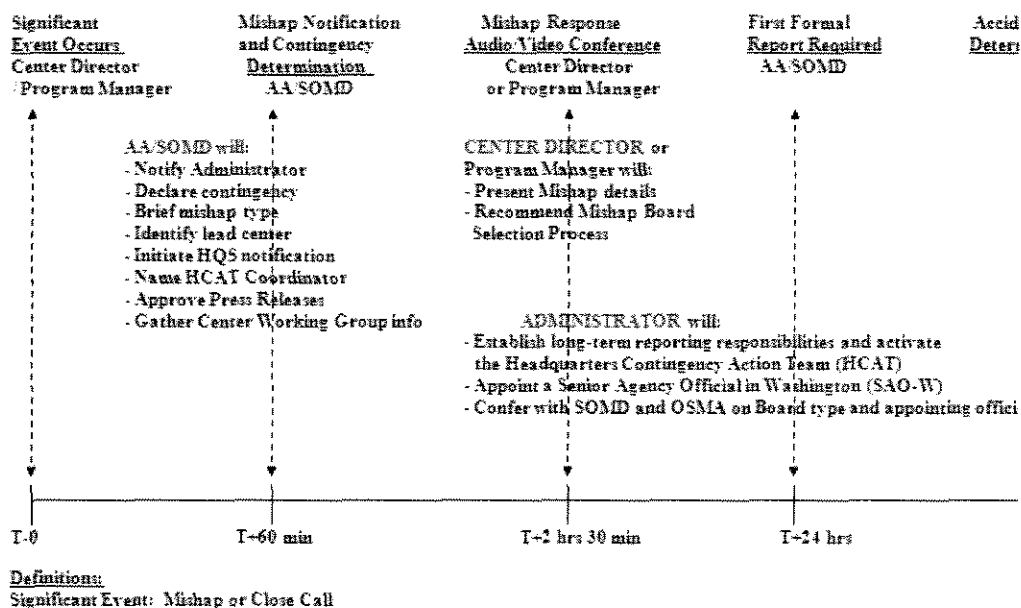 Significant
Event Occurs
Center Director
/Program Manager
Mishap Notification
and Contingency
Determination
AA/SOMD
Mishap Response
Audio/Video Conference
Center Director
or Program Manager
First Formal
Report Required
AA/SOMD
AA/SOMD will:
- Notify Administrator
- Declare contingency
- Brief mishap type
- Identify lead center
- Initiate HQS notification
- Name HCAT Coordinator
- Approve Press Releases
- Gather Center Working Group info
CENTER DIRECTOR or
Program Manager will:
- Present Mishap details
- Recommend Mishap Board
Selection Process
ADMINISTRATOR will:
- Establish long-term reporting responsibilities and activate
the Headquarters Contingency Action Team (HCAT)
- Appoint a Senior Agency Official in Washington (SAO-W)
- Confer with SOMD and OSMA on Board type and appointing
T-0
T+60 min
T+2 hrs 30 min
T+24 hrs
Definitions:
Significant Event: Mishap or Close Call